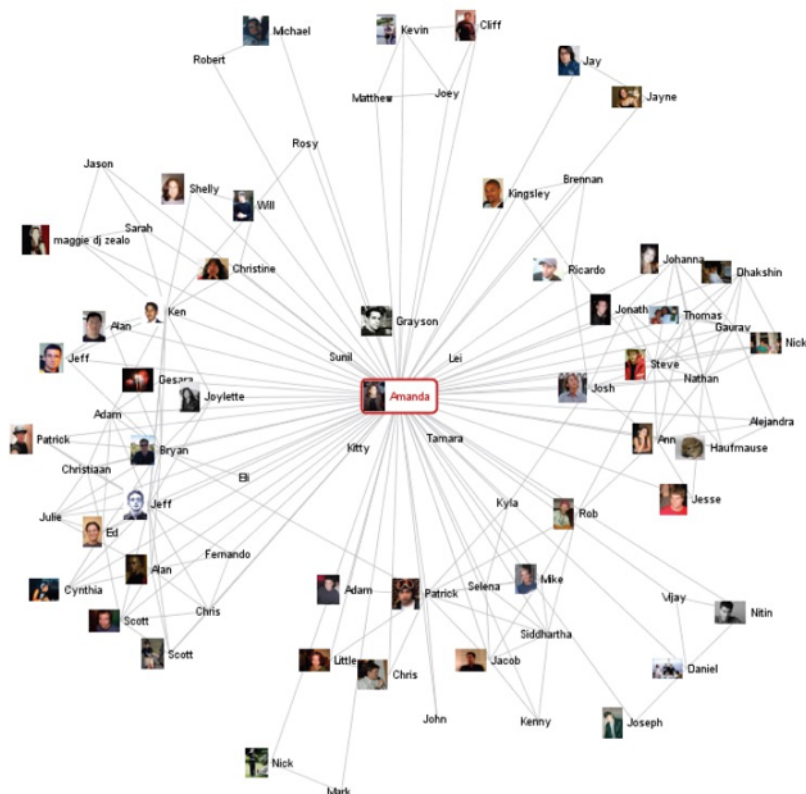 Michael
Kevin
Cliff
Robert
Jay
Matthew
Joey
Jayne
Rosy
Jason
Shelly
Will
Brennan
Kingsley
Sarah
maggie dj zealo
Christine
Ricardo
Johanna
Dhakshin
Ken
Alan
Grayson
Jonath
Thomas
Gaurav
Nick
Jeff
Sunil
Lei
Steve
Gesara
Joylette
Amanda
Josh
Nathan
Adam
Alejandra
Patrick
Bryan
Kitty
Tamara
Ann
Haufmause
Christiaan
Eli
Jeff
Kyla
Jesse
Julie
Ed
Rob
Fernando
Alan
Cynthia
Adam
Patrick
Selena
Mike
Vijay
Nitin
Scott
Chris
Siddhartha
Scott
Little
Chris
Jacob
Daniel
John
Kenny
Joseph
Nick
Mark